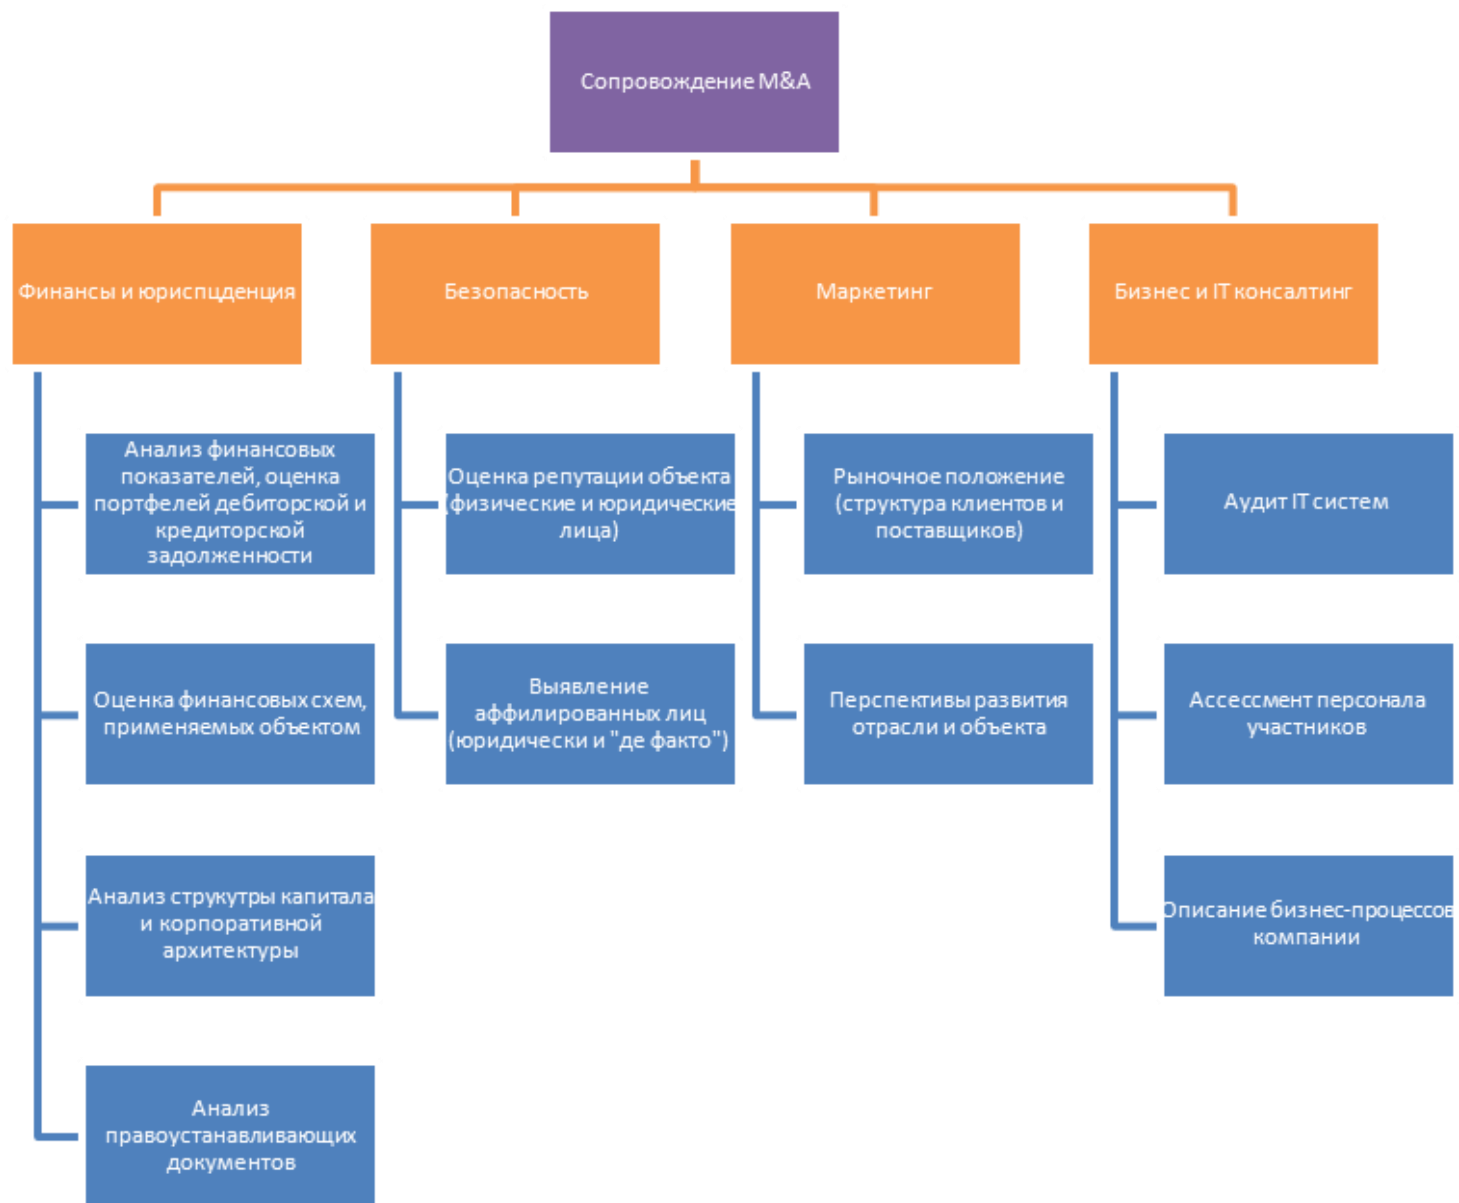 Сопровождение M&A
Финансы и юриспцденция
Безопасность
Маркетинг
Бизнес и IT консалтинг
Анализ финансовых
показателей, оценка
портфелей дебиторской и
кредиторской
задолженности
Оценка репутации объекта
(физические и юридические
лица)
Рыночное положение
(структура клиентов и
поставщиков)
Аудит IT систем
Оценка финансовых схем,
применяемых объектом
Выявление
аффилированных лиц
(юридически и "де факто")
Перспективы развития
отрасли и объекта
Ассессмент персонала
участников
Анализ струкутры капитала
и корпоративной
архитектуры
Описание бизнес-процессов
компании
Анализ
правоустанавливающих
документов